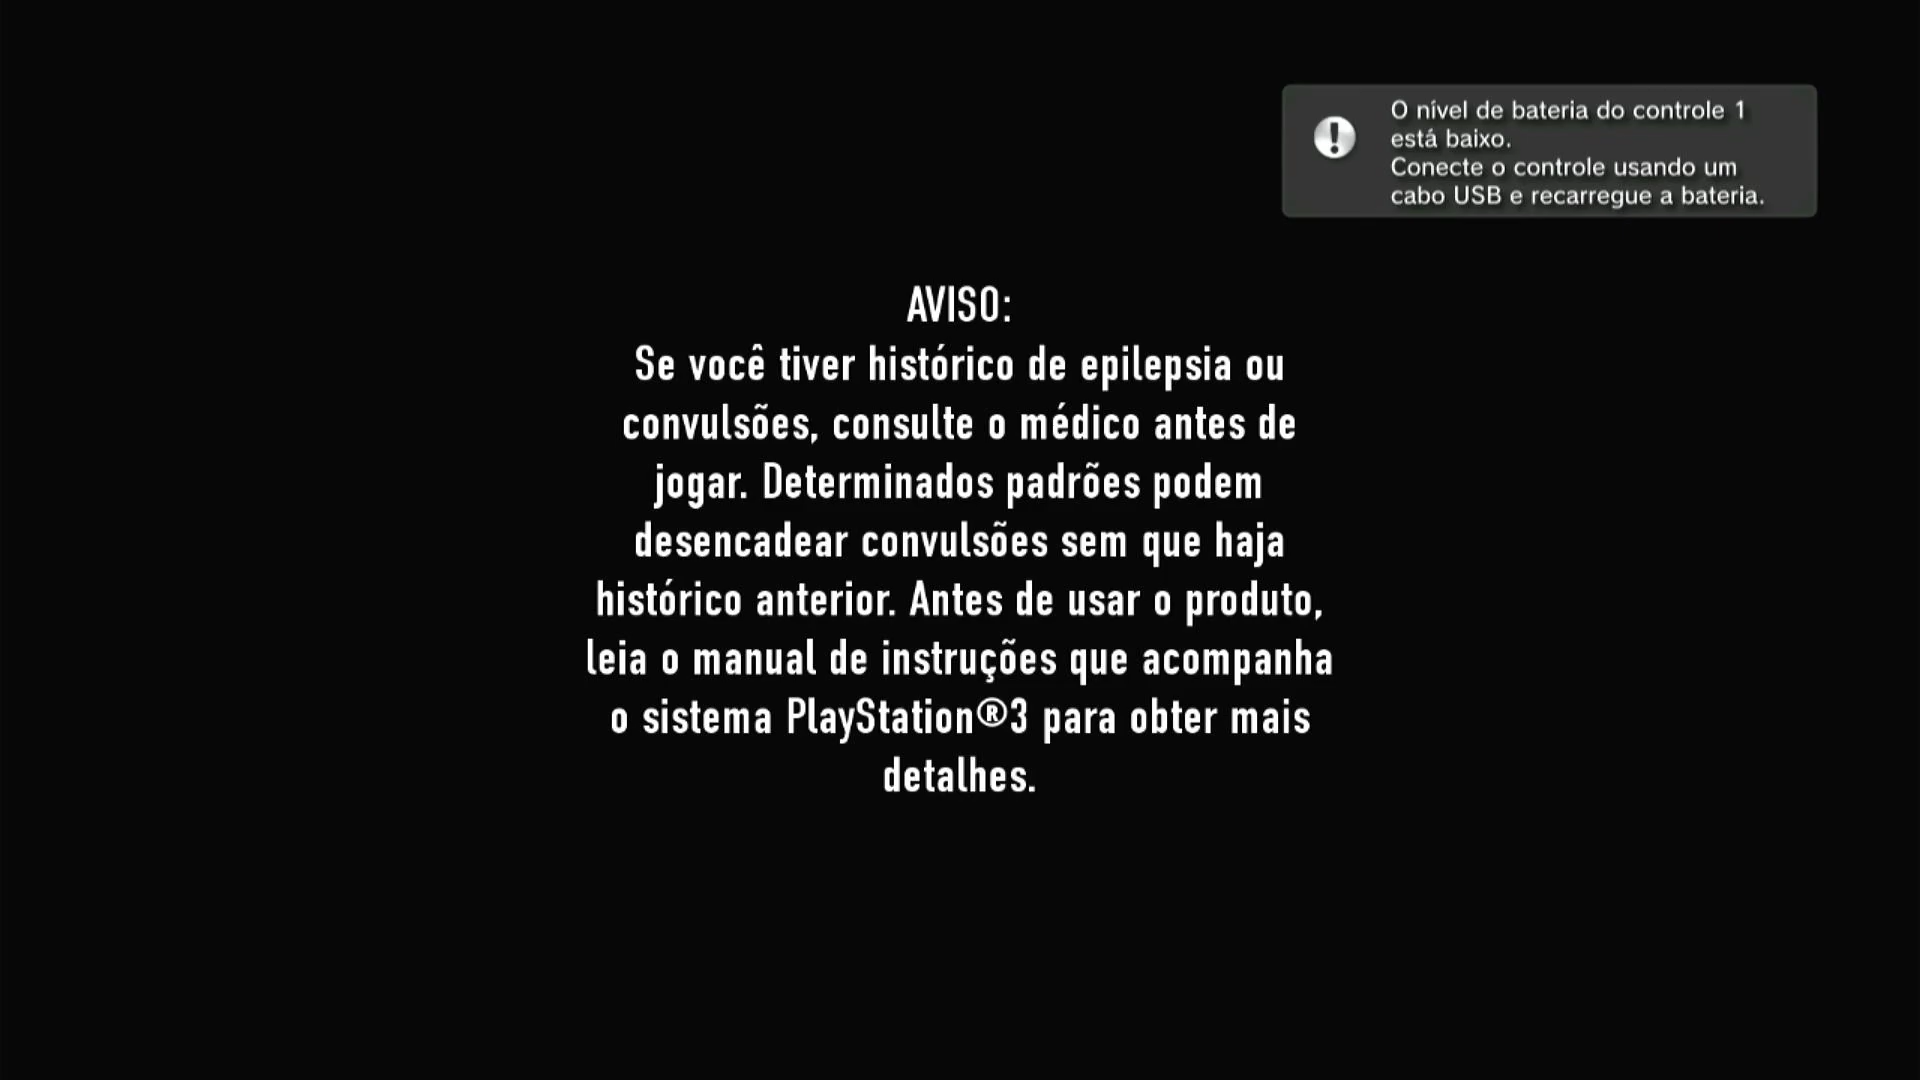 O nível de bateria do controle 1
está baixo.
Conecte o controle usando um
cabo USB e recarregue a bateria.
AVISO:
Se você tiver histórico de epilepsia ou
convulsões, consulte o médico antes de
jogar. Determinados padrões podem
desencadear convulsões sem que haja
histórico anterior. Antes de usar o produto,
leia o manual de instruções que acompanha
o sistema PlayStation®3 para obter mais
detalhes.